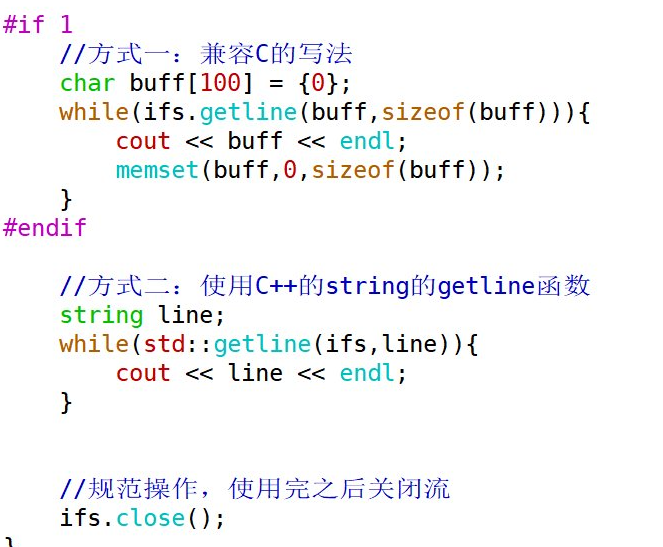 #if 1
//方式一：兼容C的写法
char buff[100] = {0};
while(ifs.getline(buff,sizeof(buff))){
cout << buff << endl;
memset(buff,0,sizeof(buff));
}
#endif
//方式二：使用C++的string的getline函数
string line;
while(std::getline(ifs,line)){
cout << line << endl;
}
//规范操作，使用完之后关闭流
ifs.close();
}